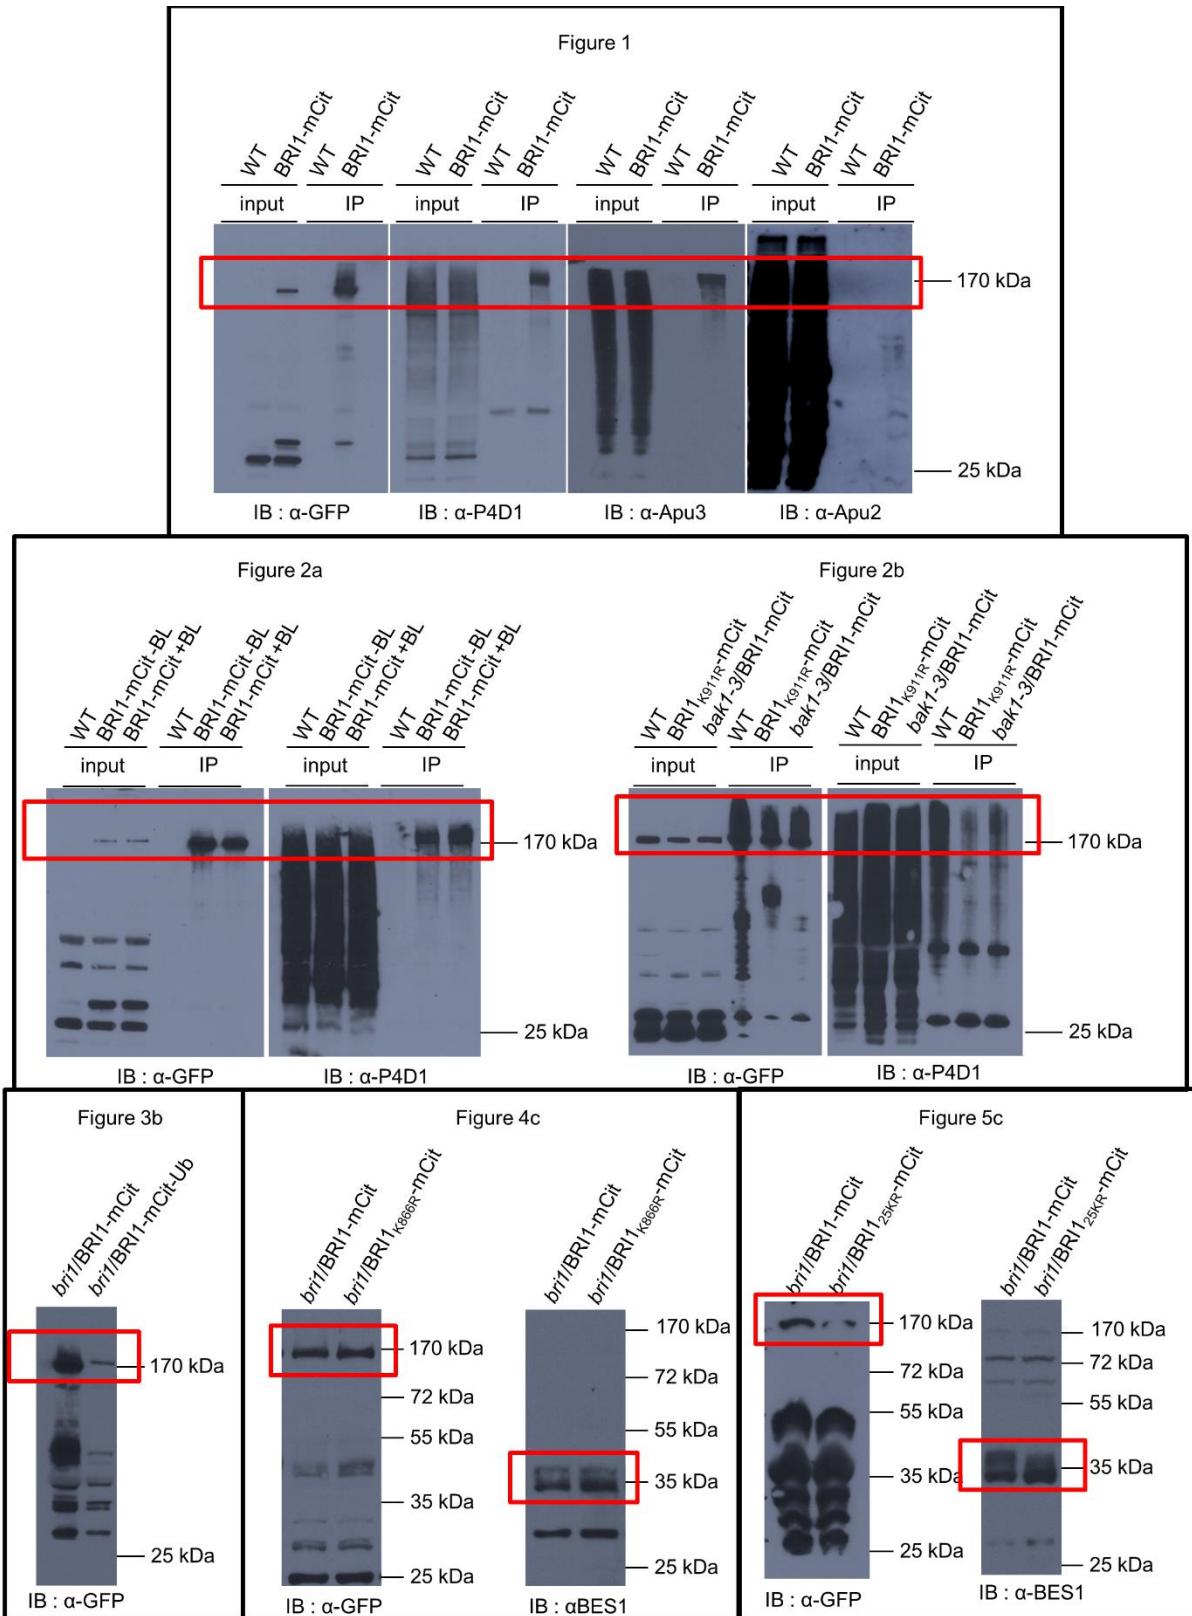 Figure 1
WT BRI1-mCit WT BRI1-mCit WT BRI1-mCit WT BRI1-mCit WT BRI1-mCit WT BRI1-mCit WT BRI1-mCit WT BRI1-mCit
input IP input IP input IP input IP
170 kDa
25 kDa
IB : α-GFP IB : α-P4D1 IB : α-Apu3 IB : α-Apu2
Figure 2a
WT BRI1-mCit-BL BRI1-mCit+BL WT BRI1-mCit-BL BRI1-mCit+BL WT BRI1-mCit-BL BRI1-mCit+BL WT BRI1-mCit-BL BRI1-mCit+BL
input IP input IP
170 kDa
25 kDa
IB : α-GFP IB : α-P4D1
Figure 2b
WT BRI1K911R-mCit bak1-3/BRI1-mCit WT BRI1K911R-mCit bak1-3/BRI1-mCit WT BRI1K911R-mCit bak1-3/BRI1-mCit WT BRI1K911R-mCit bak1-3/BRI1-mCit
input IP input IP
170 kDa
25 kDa
IB : α-GFP IB : α-P4D1
Figure 3b
bri1/BRI1-mCit bri1/BRI1-mCit-Ub
170 kDa
25 kDa
IB : α-GFP
Figure 4c
bri1/BRI1-mCit bri1/BRI1K866R-mCit
170 kDa
72 kDa
55 kDa
35 kDa
25 kDa
IB : α-GFP
bri1/BRI1-mCit bri1/BRI1K866R-mCit
170 kDa
72 kDa
55 kDa
35 kDa
25 kDa
IB : αBES1
Figure 5c
bri1/BRI1-mCit bri1/BRI125KR-mCit
170 kDa
72 kDa
55 kDa
35 kDa
25 kDa
IB : α-GFP
bri1/BRI1-mCit bri1/BRI125KR-mCit
170 kDa
72 kDa
55 kDa
35 kDa
25 kDa
IB : α-BES1